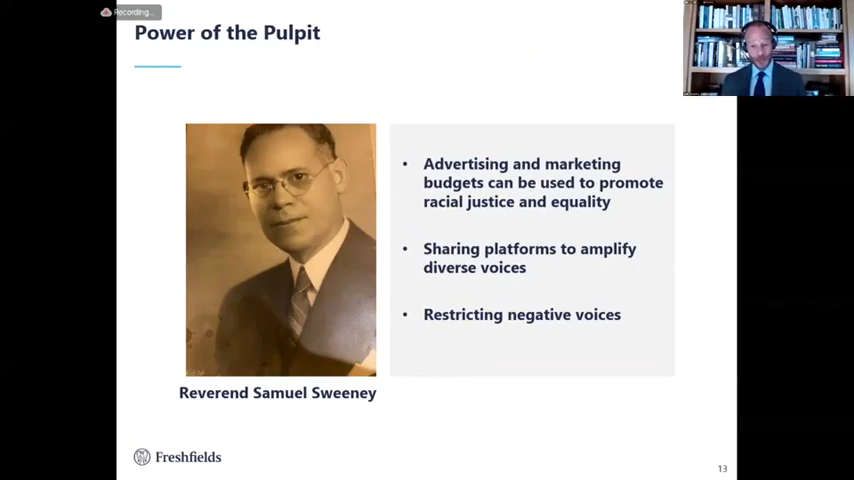 Recording...
Power of the Pulpit
• Advertising and marketing
budgets can be used to promote
racial justice and equality
• Sharing platforms to amplify
diverse voices
• Restricting negative voices
Reverend Samuel Sweeney
Freshfields
13